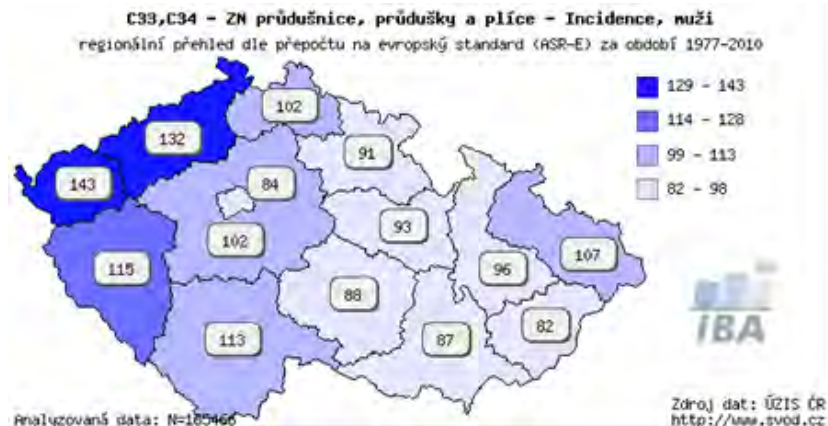 C33,C34 - ZN průdušnice, průdušky a plíce - Incidence, muži
regionální přehled dle přepočtu na evropský standard (ASR-E) za období 1977-2010
129 - 143
114 - 128
99 - 113
82 - 98
102
132
91
143
84
93
102
107
115
96
88
82
113
87
iBA
Analyzovaná data: N=165466
Zdroj dat: ÚZIS ČR
http://www.svod.cz